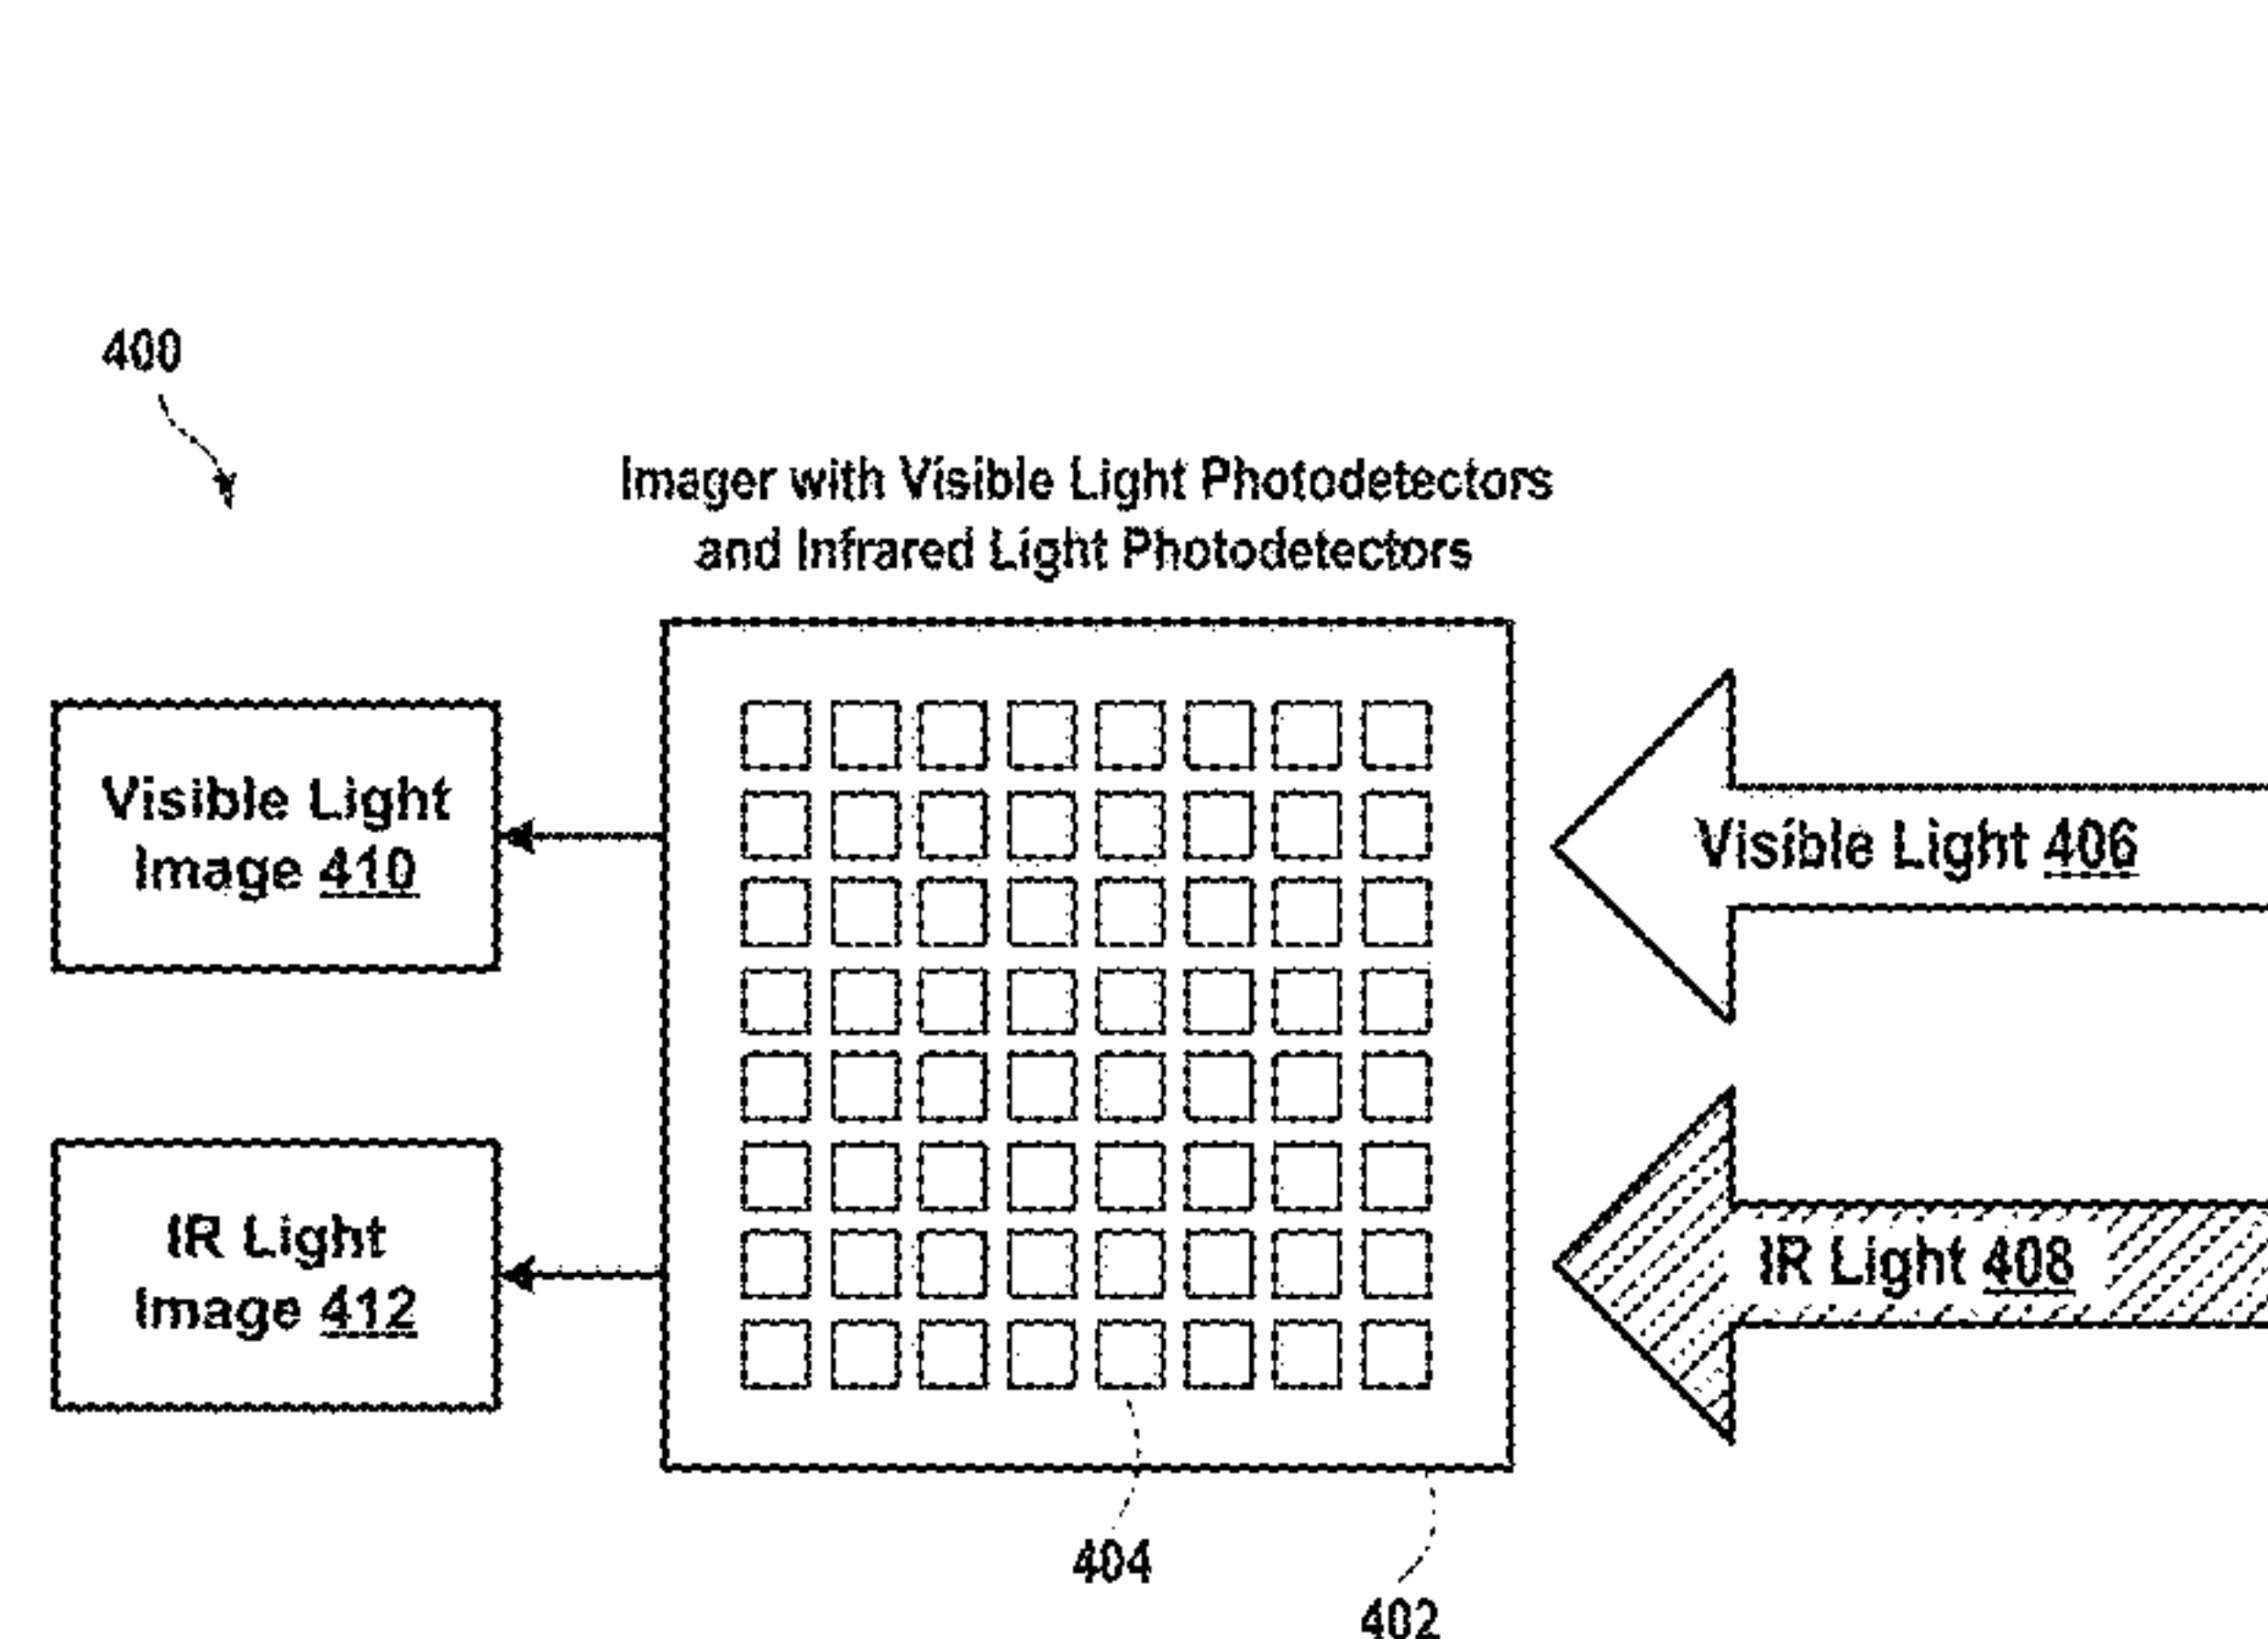 400
Imager with Visible Light Photodetectors
and Infrared Light Photodetectors
Visible Light
Image 410
Visible Light 406
IR Light
Image 412
IR Light 408
404
402